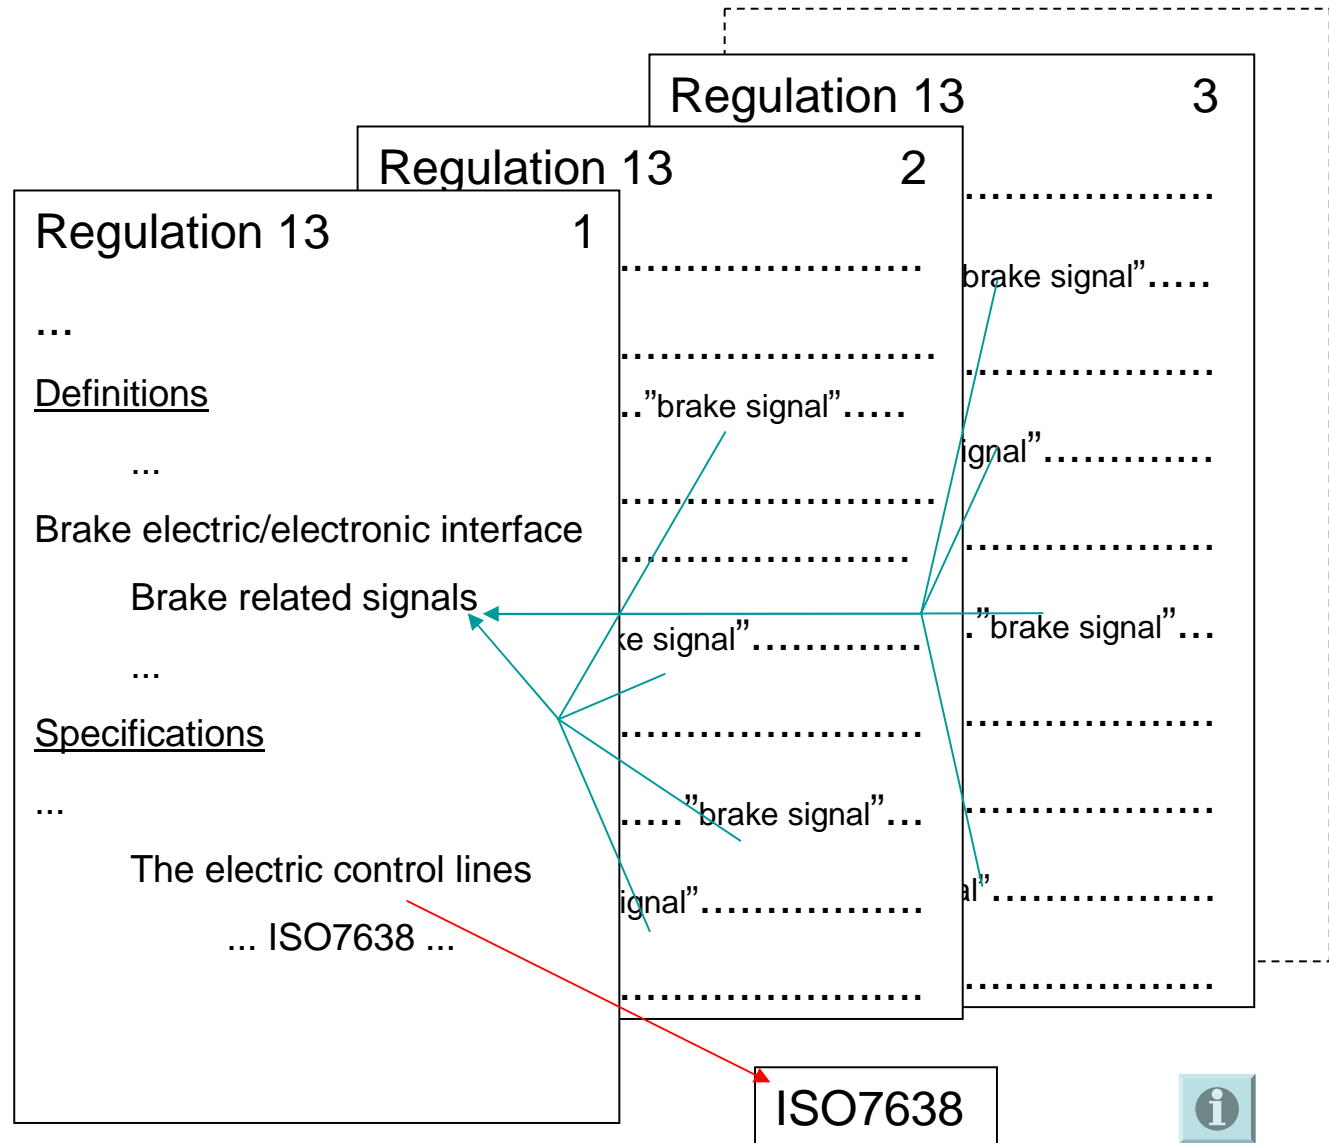 Regulation 13 3
..................
brake signal”.....
..................
ignal”.............
..................
.”brake signal”...
..................
..................
al”.................
..................
Regulation 13 2
.......................
........................
..”brake signal”.....
........................
......................
ke signal”.............
.......................
.....”brake signal”...
ignal”.................
.......................
Regulation 13 1
...
Definitions
...
Brake electric/electronic interface
Brake related signals
...
Specifications
...
The electric control lines
... ISO7638 ...
ISO7638
i